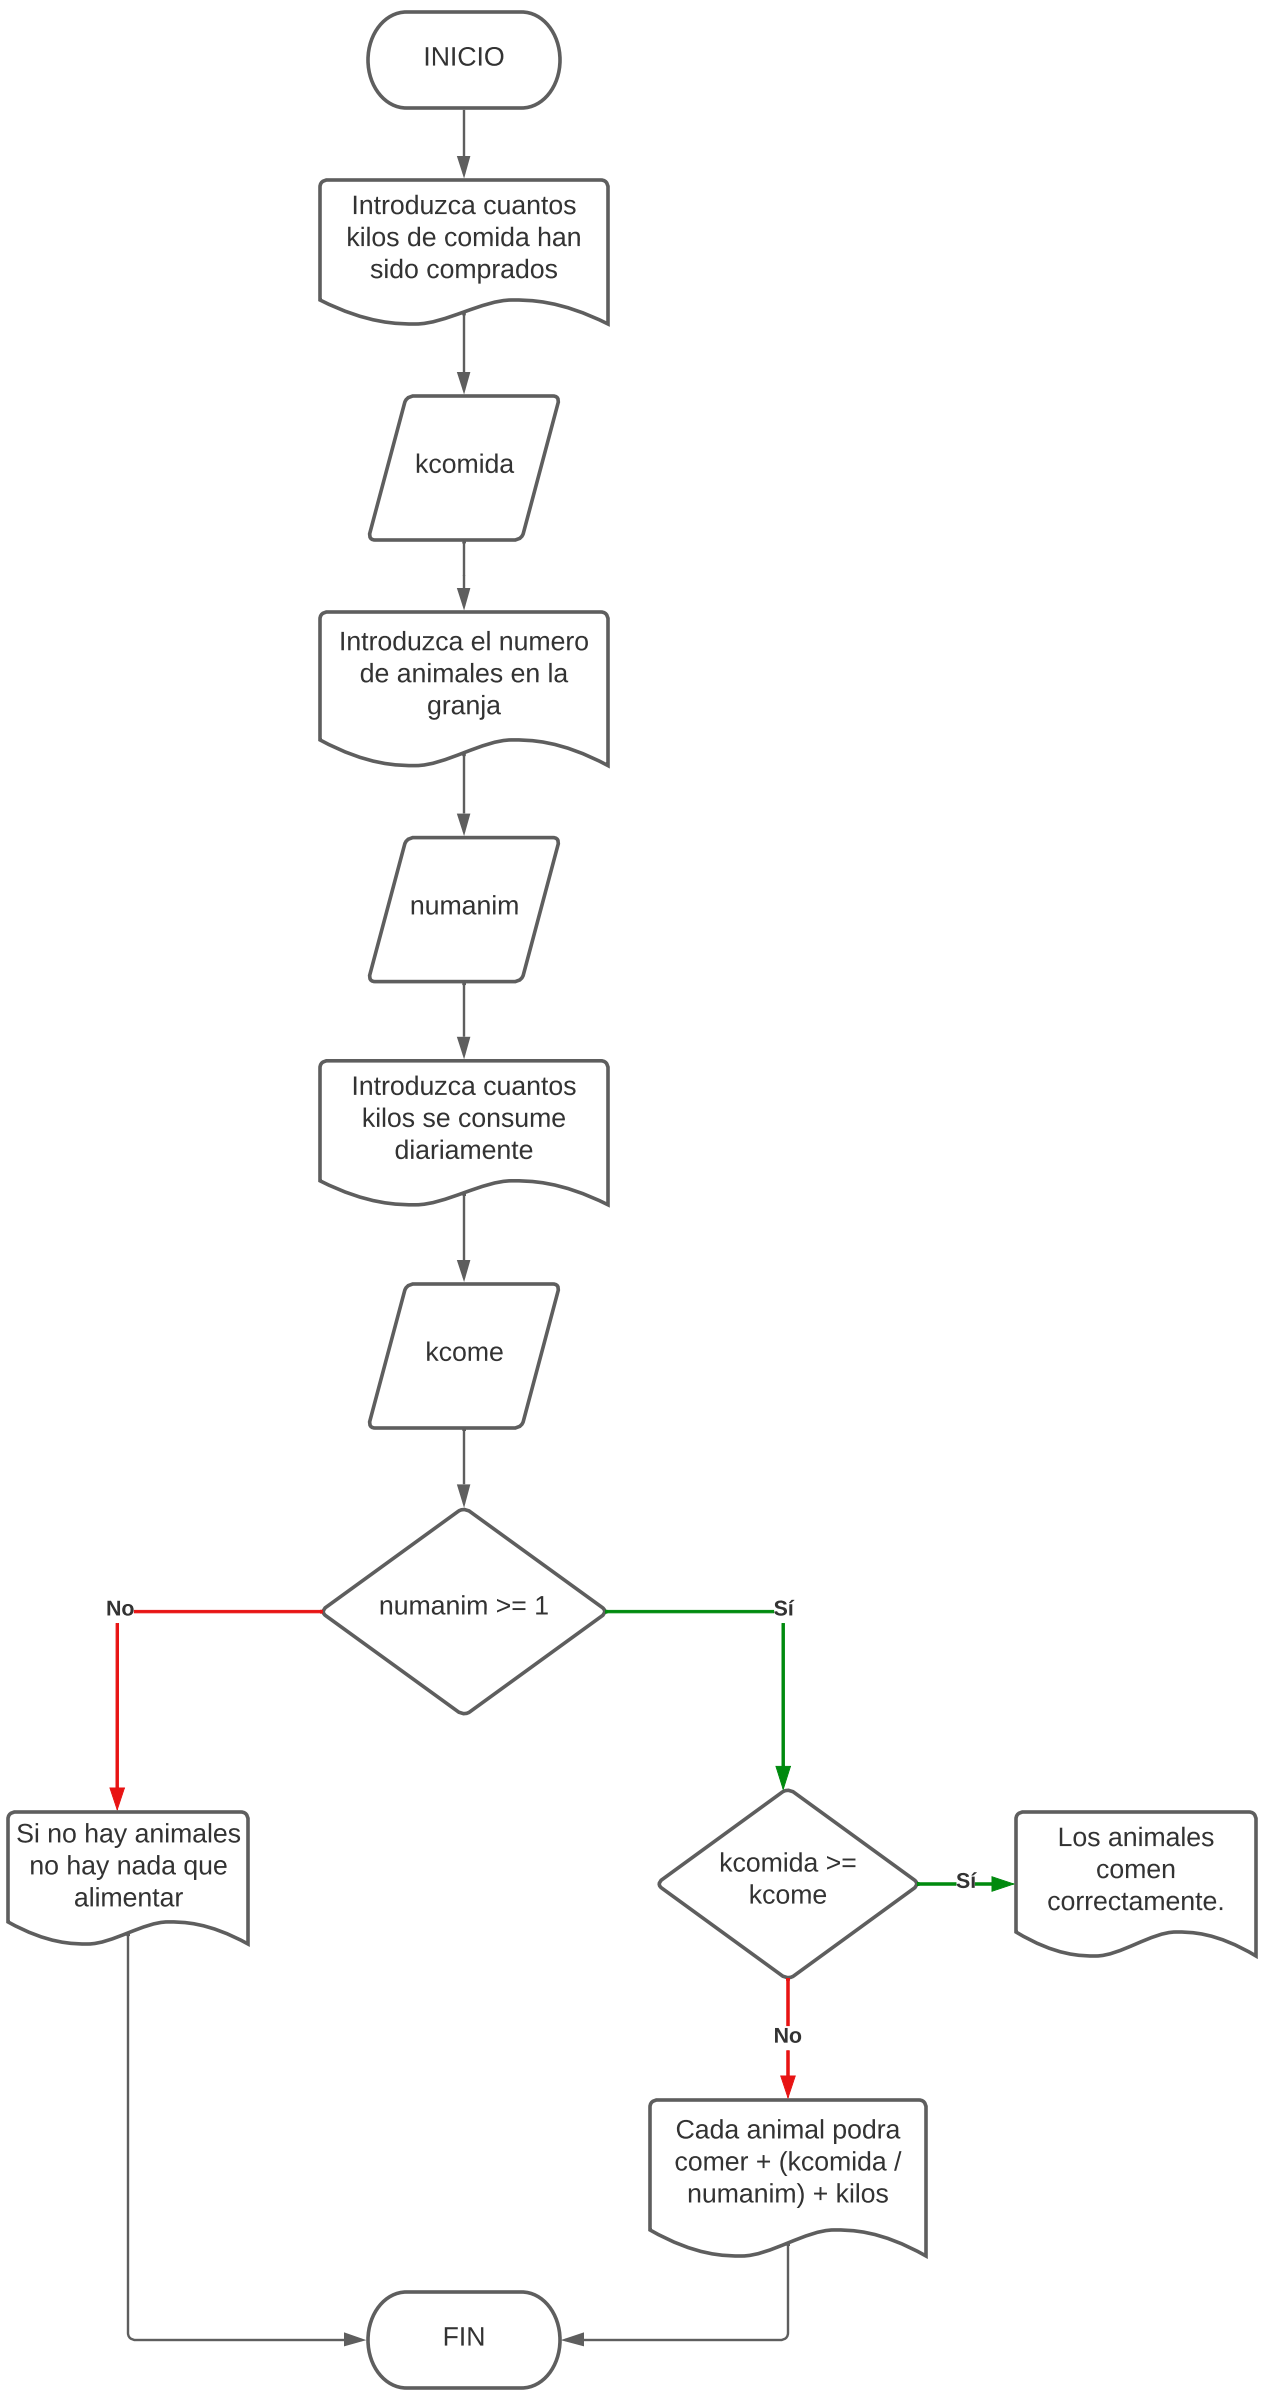 INICIO
Introduzca cuantos
kilos de comida han
sido comprados
kcomida
Introduzca el numero
de animales en la
granja
numanim
Introduzca cuantos
kilos se consume
diariamente
kcome
numanim >= 1
No
Sí
Si no hay animales
no hay nada que
alimentar
kcomida >=
kcome
Sí
Los animales
comen
correctamente.
No
Cada animal podra
comer + (kcomida /
numanim) + kilos
FIN